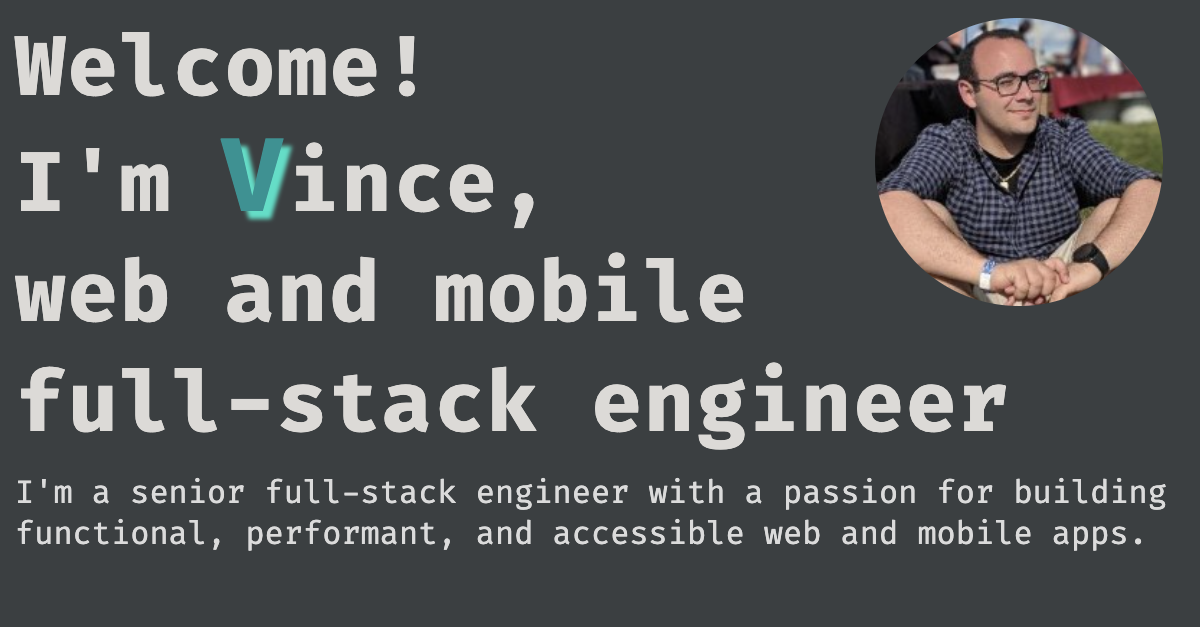 Welcome!
I'm Vince,
web and mobile
full-stack engineer
I'm a senior full-stack engineer with a passion for building
functional, performant, and accessible web and mobile apps.